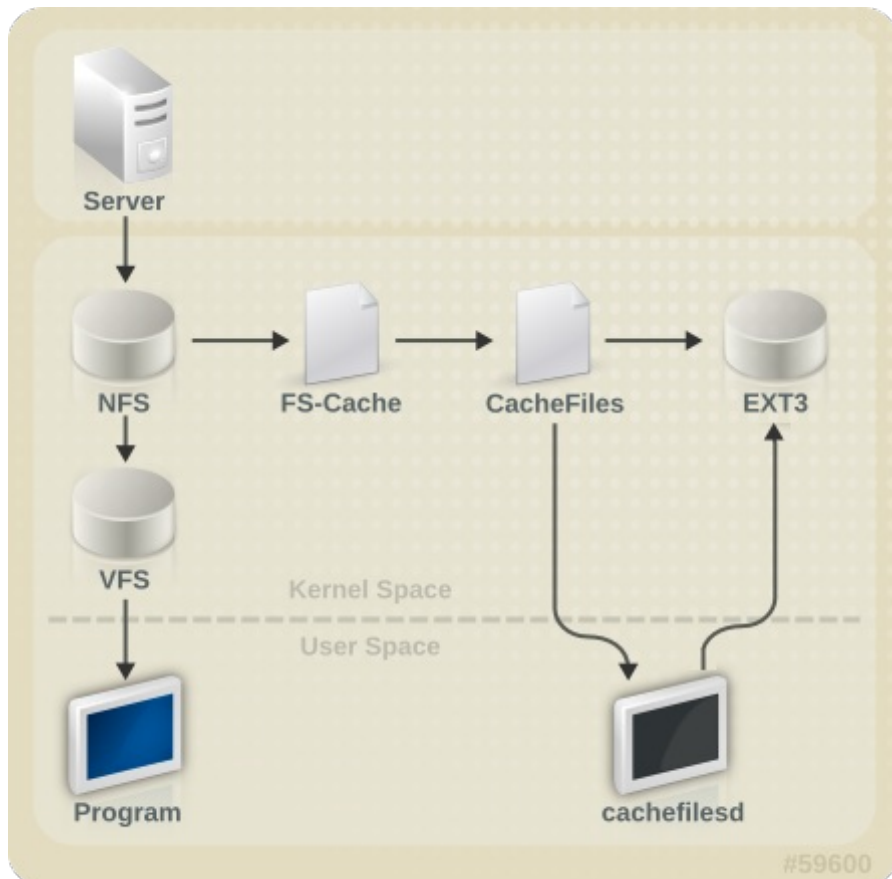 Server
NFS
FS-Cache
CacheFiles
EXT3
VFS
Kernel Space
User Space
Program
cachefilesd
#59600